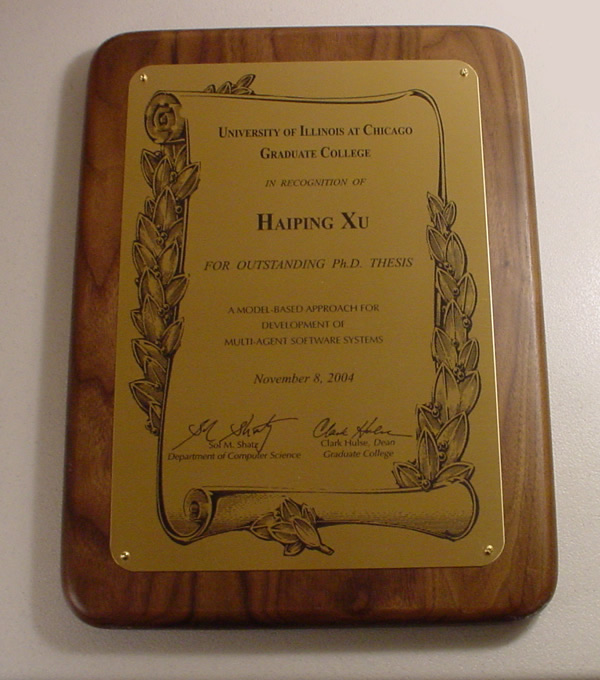 UNIVERSITY OF ILLINOIS AT CHICAGO
GRADUATE COLLEGE
IN RECOGNITION OF
HAIPING XU
FOR OUTSTANDING Ph.D. THESIS
A MODEL-BASED APPROACH FOR
DEVELOPMENT OF
MULTI-AGENT SOFTWARE SYSTEMS
November 8, 2004
Sol M. Shatz
Department of Computer Science
Clark Hulse, Dean
Graduate College